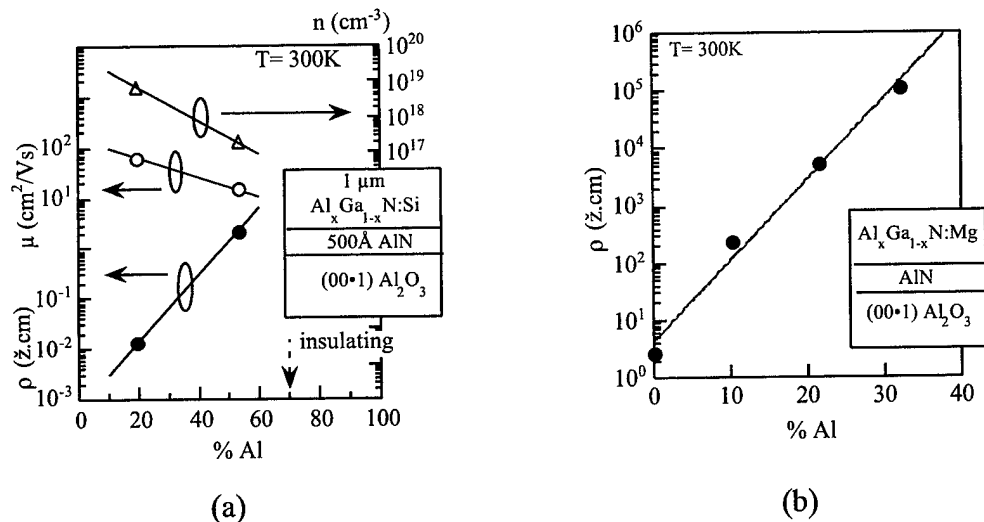 n (cm⁻³)
T= 300K
10²⁰
10¹⁹
10¹⁸
10¹⁷
μ (cm²/Vs)
10²
10¹
ρ (ž.cm)
10⁻¹
10⁻²
10⁻³
1 μm
AlₓGa₁₋ₓN:Si
500Å AlN
(00•1) Al₂O₃
insulating
0 20 40 60 80 100
% Al
(a)
T= 300K
ρ (ž.cm)
10⁶
10⁵
10⁴
10³
10²
10¹
10⁰
AlₓGa₁₋ₓN:Mg
AlN
(00•1) Al₂O₃
0 10 20 30 40
% Al
(b)